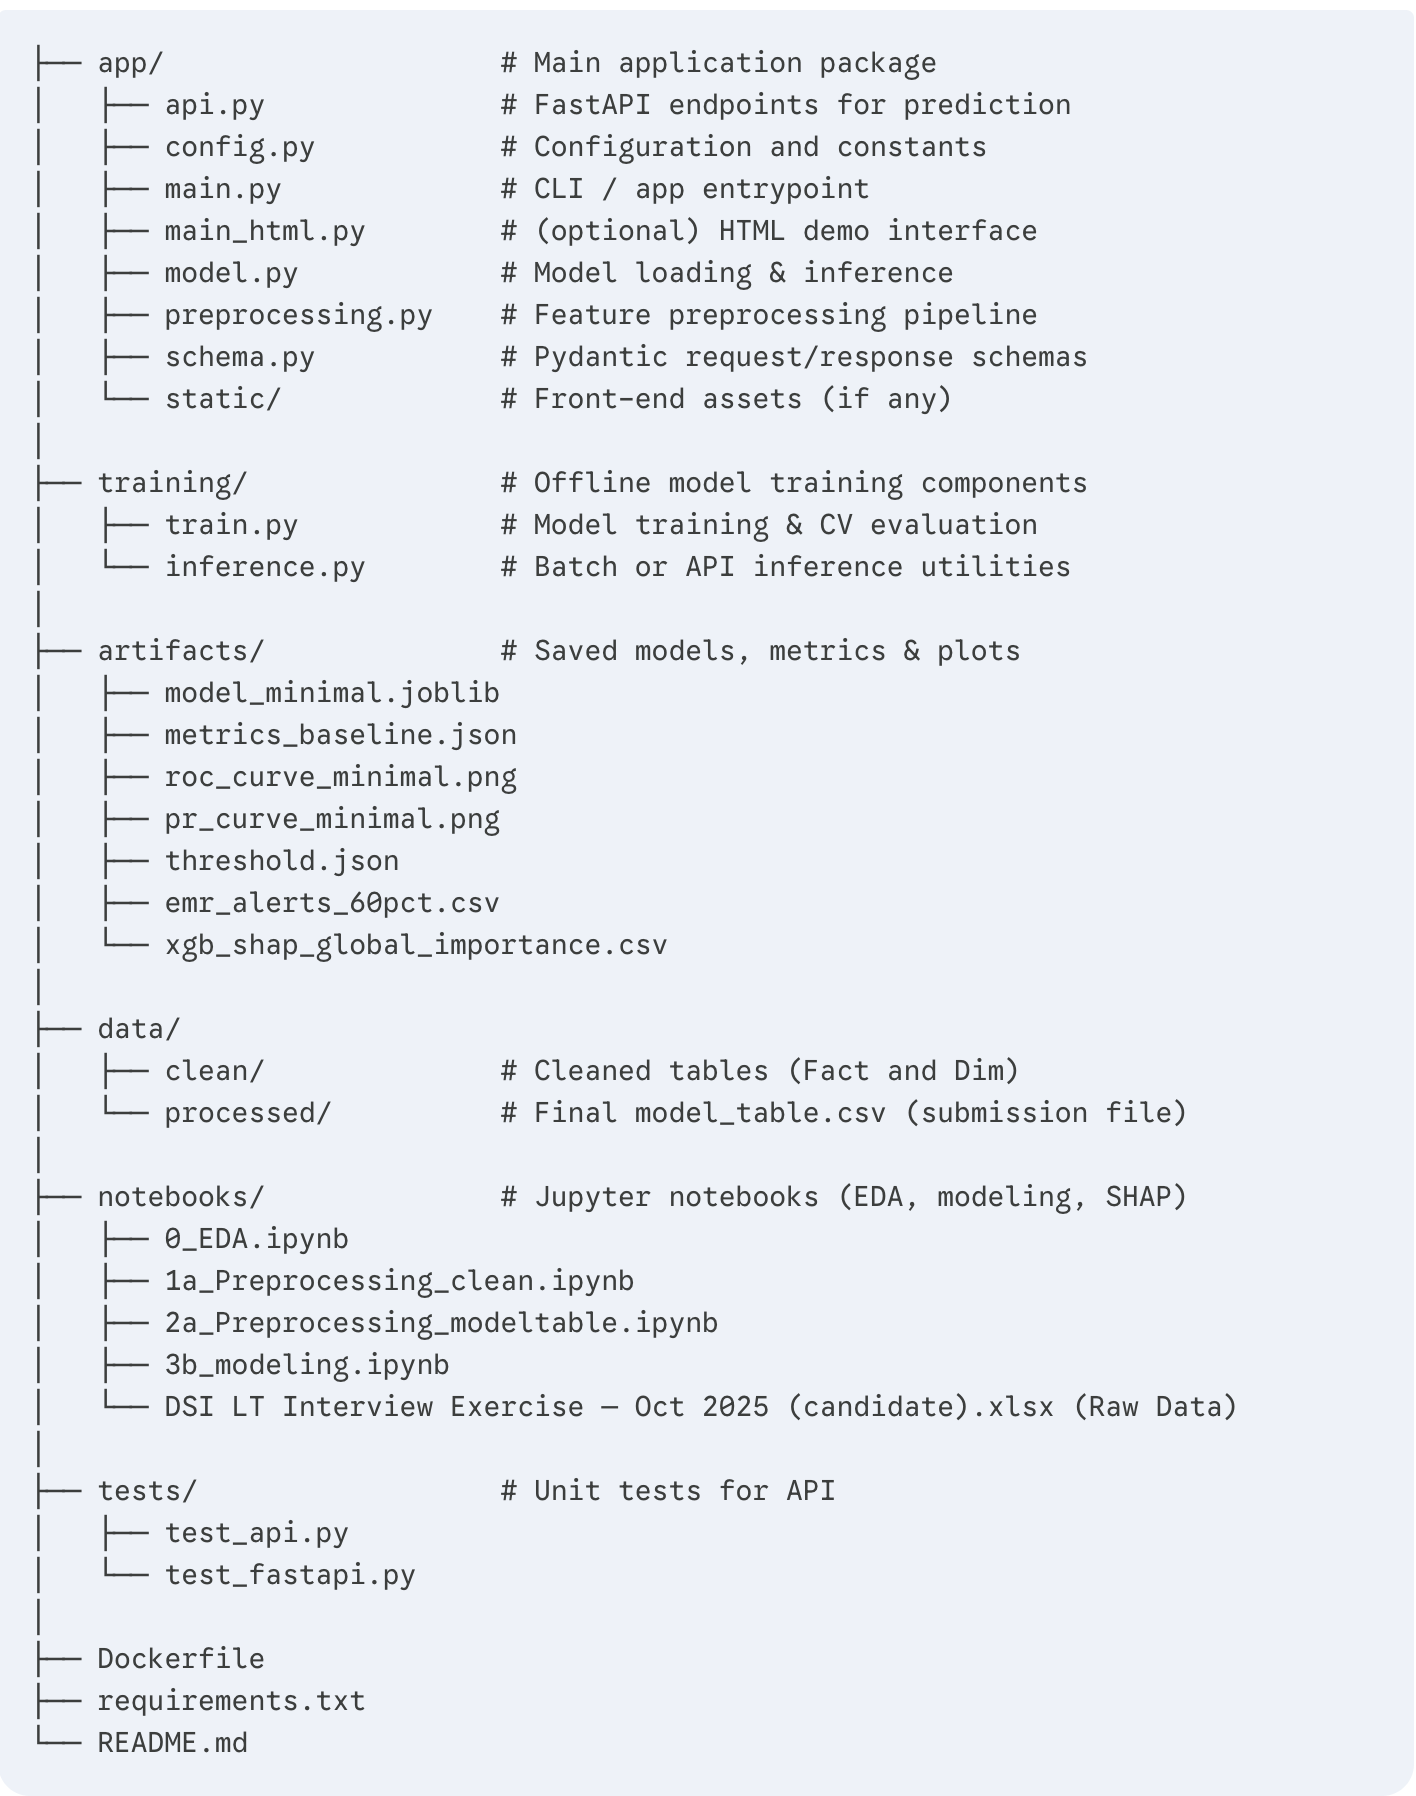 ├── app/                    # Main application package
│   ├── api.py              # FastAPI endpoints for prediction
│   ├── config.py           # Configuration and constants
│   ├── main.py             # CLI / app entrypoint
│   ├── main_html.py        # (optional) HTML demo interface
│   ├── model.py            # Model loading & inference
│   ├── preprocessing.py    # Feature preprocessing pipeline
│   ├── schema.py           # Pydantic request/response schemas
│   └── static/             # Front-end assets (if any)
│
├── training/               # Offline model training components
│   ├── train.py            # Model training & CV evaluation
│   └── inference.py        # Batch or API inference utilities
│
├── artifacts/              # Saved models, metrics & plots
│   ├── model_minimal.joblib
│   ├── metrics_baseline.json
│   ├── roc_curve_minimal.png
│   ├── pr_curve_minimal.png
│   ├── threshold.json
│   ├── emr_alerts_60pct.csv
│   └── xgb_shap_global_importance.csv
│
├── data/
│   ├── clean/              # Cleaned tables (Fact and Dim)
│   └── processed/          # Final model_table.csv (submission file)
│
├── notebooks/              # Jupyter notebooks (EDA, modeling, SHAP)
│   ├── 0_EDA.ipynb
│   ├── 1a_Preprocessing_clean.ipynb
│   ├── 2a_Preprocessing_modeltable.ipynb
│   ├── 3b_modeling.ipynb
│   └── DSI LT Interview Exercise — Oct 2025 (candidate).xlsx (Raw Data)
│
├── tests/                  # Unit tests for API
│   ├── test_api.py
│   └── test_fastapi.py
│
├── Dockerfile
├── requirements.txt
└── README.md